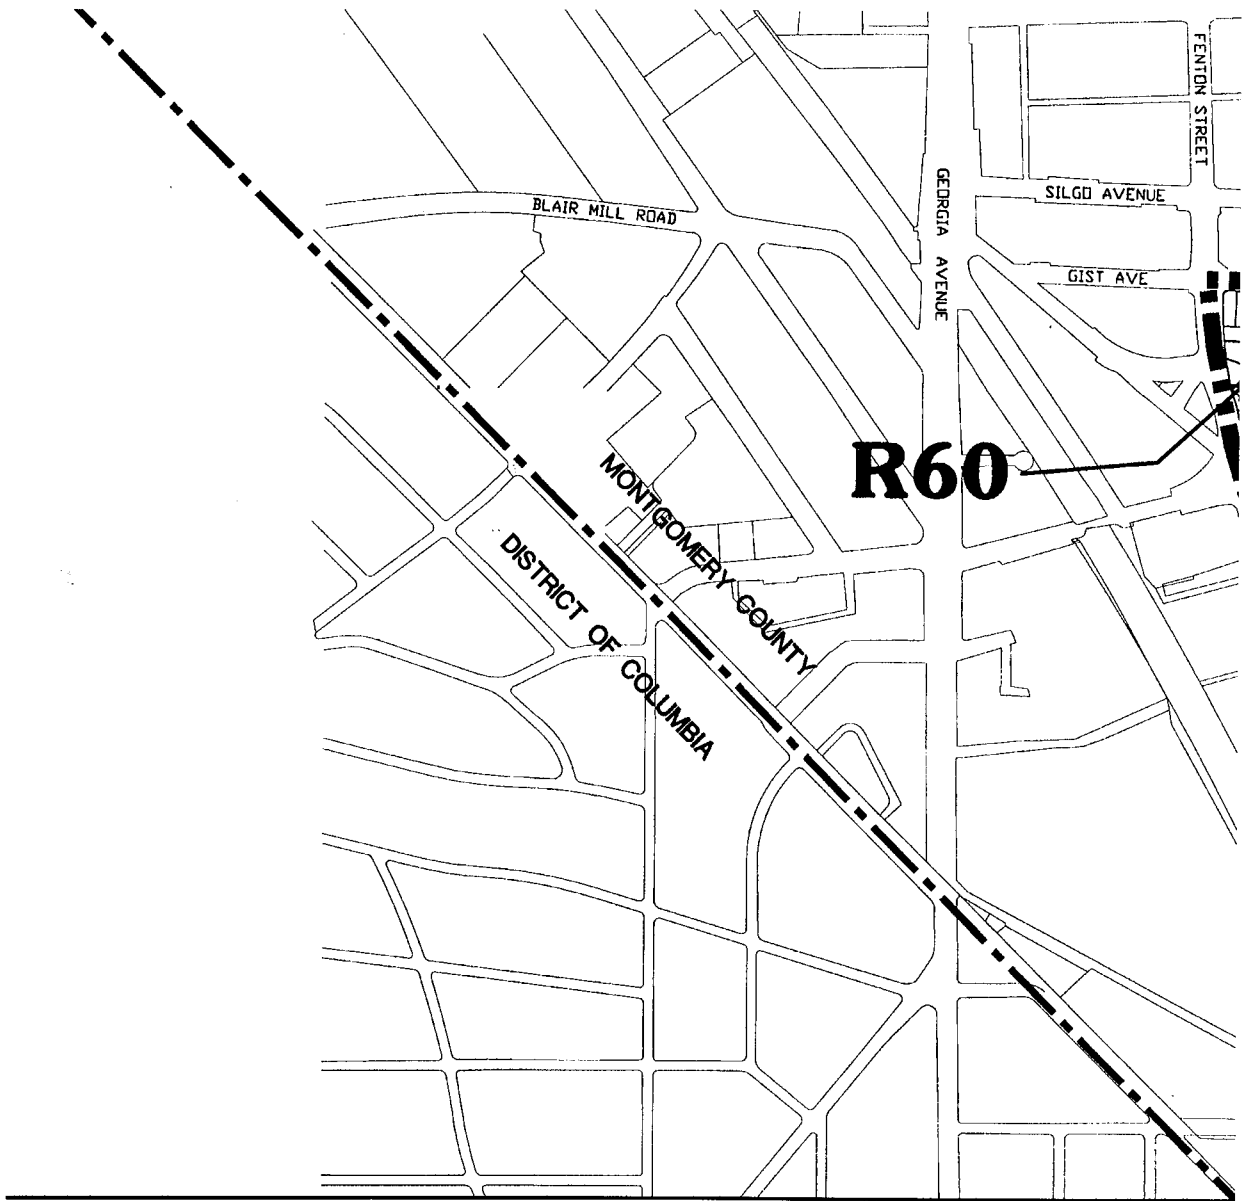 FENTON STREET
GEORGIA AVENUE
SILGO AVENUE
BLAIR MILL ROAD
GIST AVE
R60
MONTGOMERY COUNTY
DISTRICT OF COLUMBIA